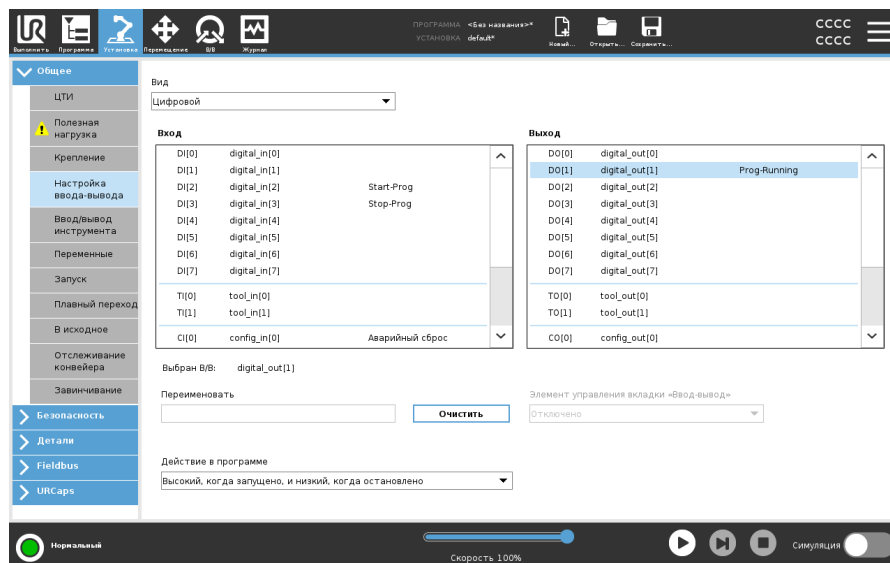 ПРОГРАММА <Без названия>*
УСТАНОВКА default*
CCCC
CCCC
Выполнить
Программа
Установка
Перемещение
В/В
Журнал
Новый...
Открыть...
Сохранить...
Общее
ЦТИ
Полезная
нагрузка
Крепление
Настройка
ввода-вывода
Ввод/вывод
инструмента
Переменные
Запуск
Плавный переход
В исходное
Отслеживание
конвейера
Завинчивание
Безопасность
Детали
Fieldbus
URCaps
Вид
Цифровой
Вход
DI[0] digital_in[0]
DI[1] digital_in[1]
DI[2] digital_in[2] Start-Prog
DI[3] digital_in[3] Stop-Prog
DI[4] digital_in[4]
DI[5] digital_in[5]
DI[6] digital_in[6]
DI[7] digital_in[7]
TI[0] tool_in[0]
TI[1] tool_in[1]
CI[0] config_in[0] Аварийный сброс
Выход
DO[0] digital_out[0]
DO[1] digital_out[1] Prog-Running
DO[2] digital_out[2]
DO[3] digital_out[3]
DO[4] digital_out[4]
DO[5] digital_out[5]
DO[6] digital_out[6]
DO[7] digital_out[7]
TO[0] tool_out[0]
TO[1] tool_out[1]
CO[0] config_out[0]
Выбран В/В: digital_out[1]
Переименовать
Очистить
Элемент управления вкладки «Ввод-вывод»
Отключено
Действие в программе
Высокий, когда запущено, и низкий, когда остановлено
Нормальный
Скорость 100%
Симуляция